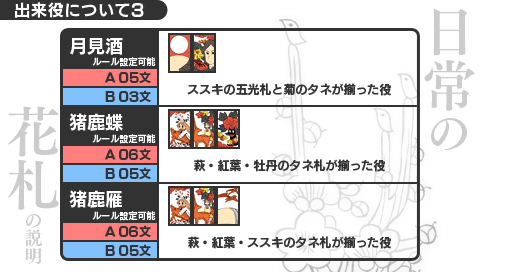 出来役について3
月見酒
ルール設定可能
A 05文
B 03文
ススキの五光札と菊のタネが揃った役
猪鹿蝶
ルール設定可能
A 06文
B 05文
萩・紅葉・牡丹のタネ札が揃った役
猪鹿雁
ルール設定可能
A 06文
B 05文
萩・紅葉・ススキのタネ札が揃った役
日常の
花札の説明